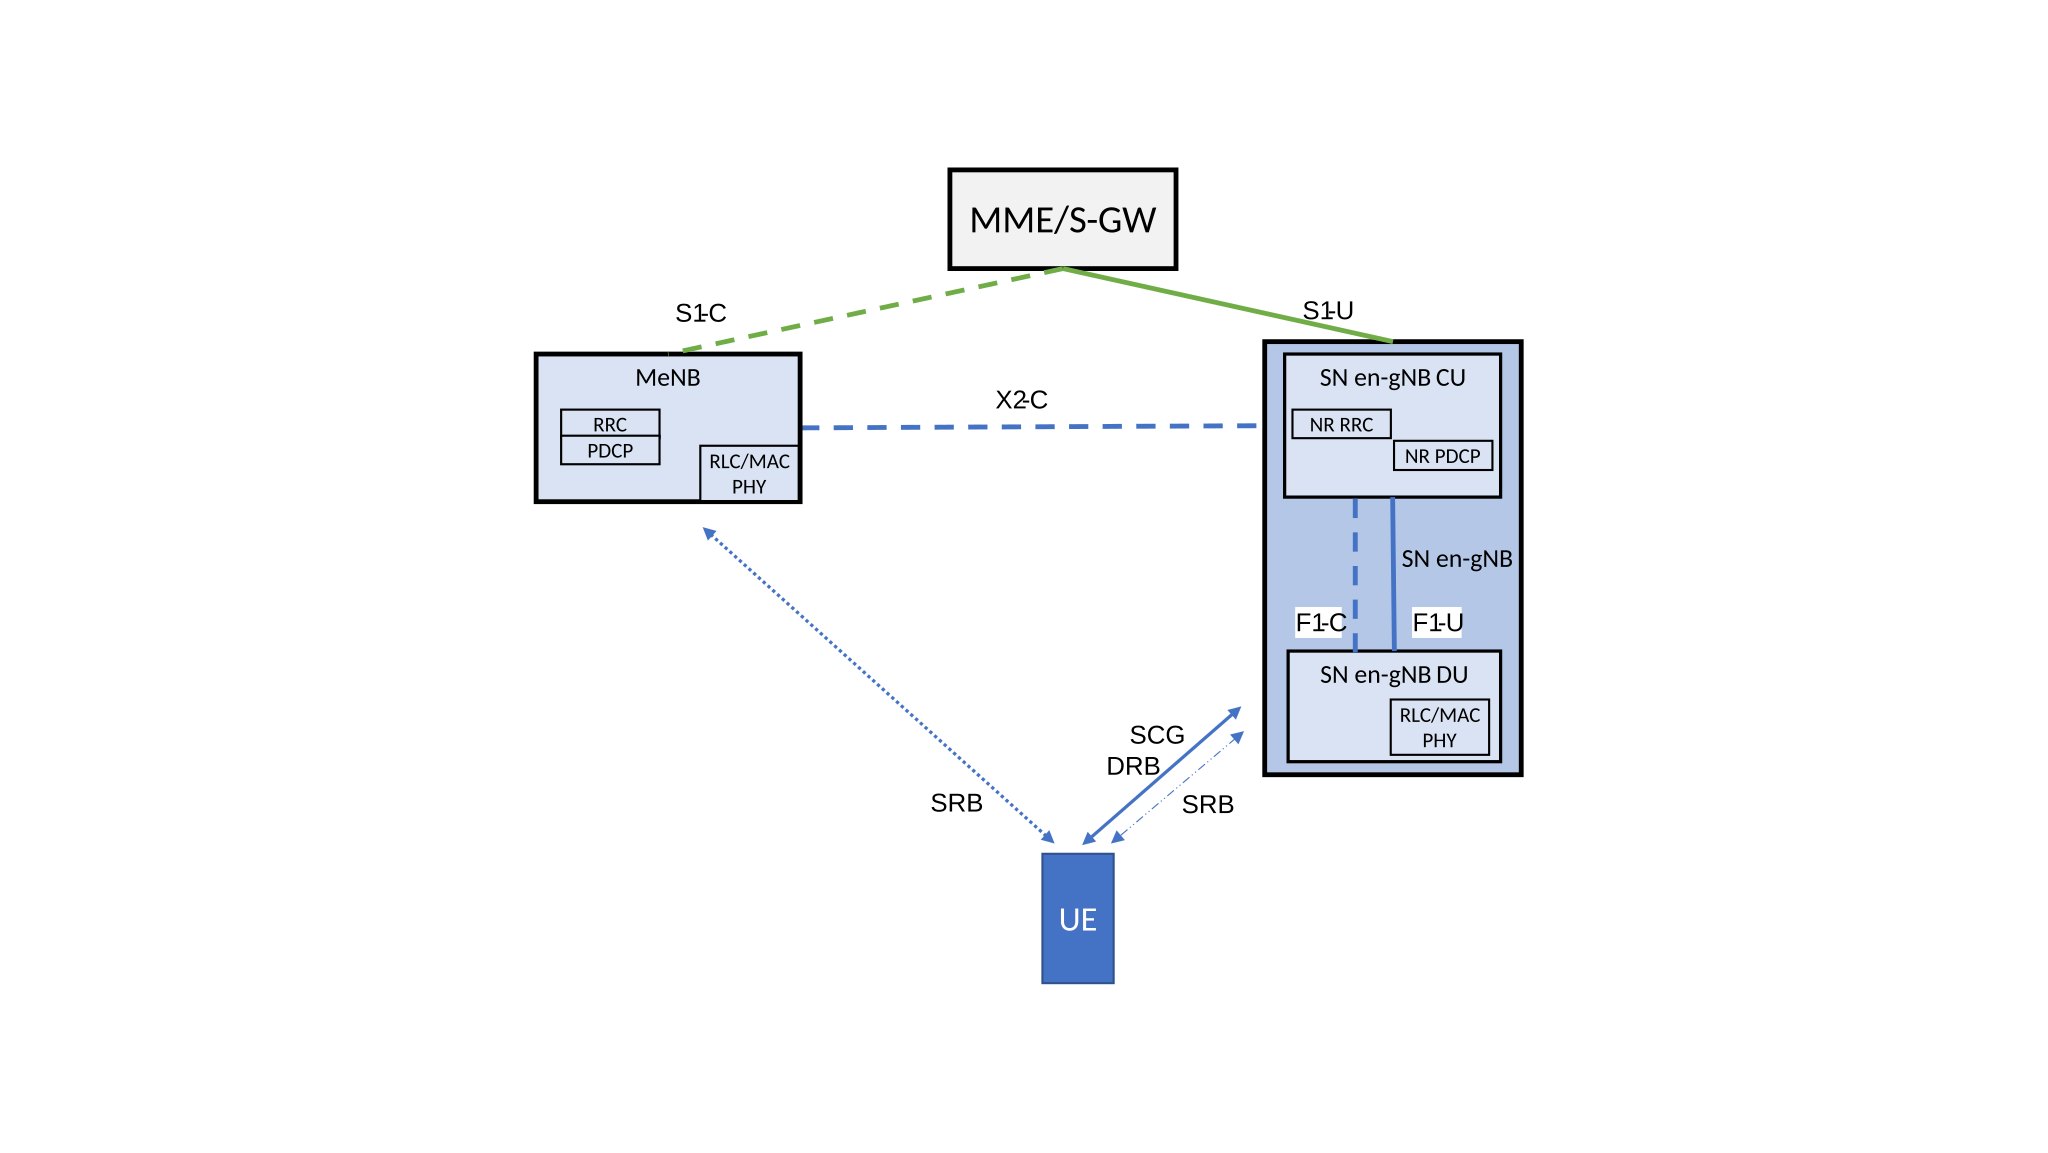 MME/S-GW
S1-C
S1-U
MeNB
RRC
PDCP
RLC/MAC
PHY
X2-C
SN en-gNB CU
NR RRC
NR PDCP
SN en-gNB
F1-C
F1-U
SN en-gNB DU
RLC/MAC
PHY
SCG
DRB
SRB
SRB
UE